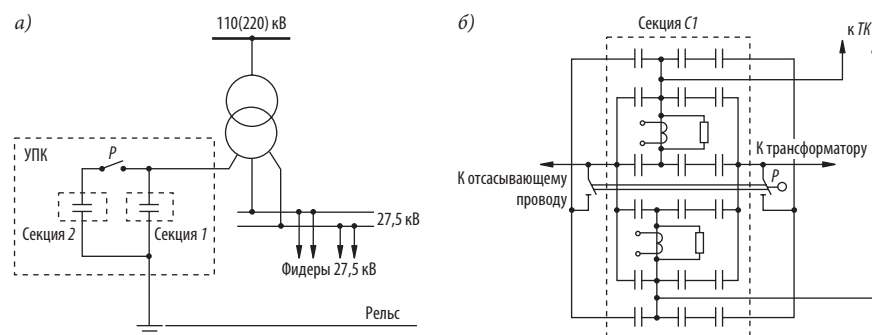 а)
110(220) кВ
УПК
Р
Секция 2
Секция 1
27,5 кВ
Фидеры 27,5 кВ
Рельс
б)
Секция С1
к ТК
К трансформатору
К отсасывающему
проводу
Р